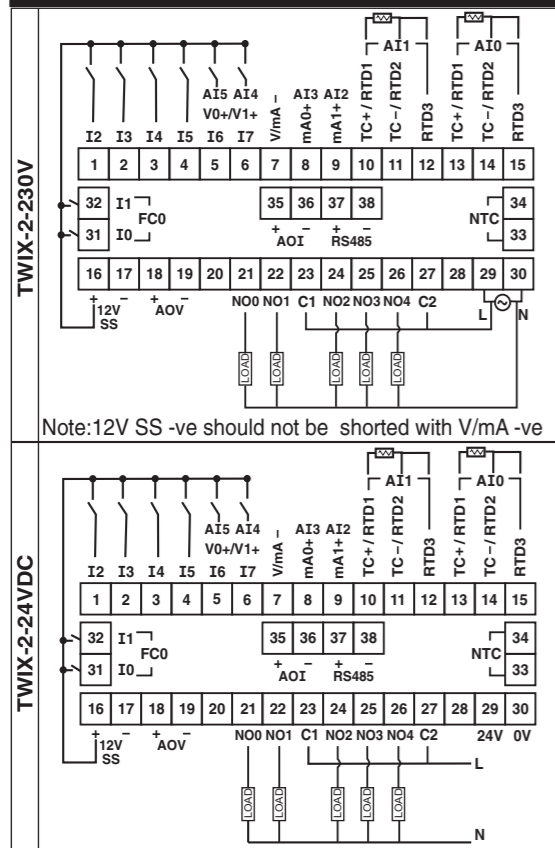 TWIX-2-230V
AI1 AI0
AI5 AI4 AI3 AI2
V0+/V1+ V/mA – mA0+ mA1+ TC+ / RTD1 TC – / RTD2 RTD3 TC+ / RTD1 TC – / RTD2 RTD3
I2 I3 I4 I5 I6 I7
1 2 3 4 5 6 7 8 9 10 11 12 13 14 15
32 I1 FC0 35 36 37 38 NTC 34
31 I0 + – + – 33
AOI RS485
16 17 18 19 20 21 22 23 24 25 26 27 28 29 30
+ – + –
12V AOV NO0 NO1 C1 NO2 NO3 NO4 C2 L N
SS
LOAD LOAD LOAD LOAD LOAD
Note:12V SS -ve should not be shorted with V/mA -ve
TWIX-2-24VDC
AI1 AI0
AI5 AI4 AI3 AI2
V0+/V1+ V/mA – mA0+ mA1+ TC+ / RTD1 TC – / RTD2 RTD3 TC+ / RTD1 TC – / RTD2 RTD3
I2 I3 I4 I5 I6 I7
1 2 3 4 5 6 7 8 9 10 11 12 13 14 15
32 I1 FC0 35 36 37 38 NTC 34
31 I0 + – + – 33
AOI RS485
16 17 18 19 20 21 22 23 24 25 26 27 28 29 30
+ – + –
12V AOV NO0 NO1 C1 NO2 NO3 NO4 C2 24V 0V
SS
L
LOAD LOAD LOAD LOAD LOAD
N